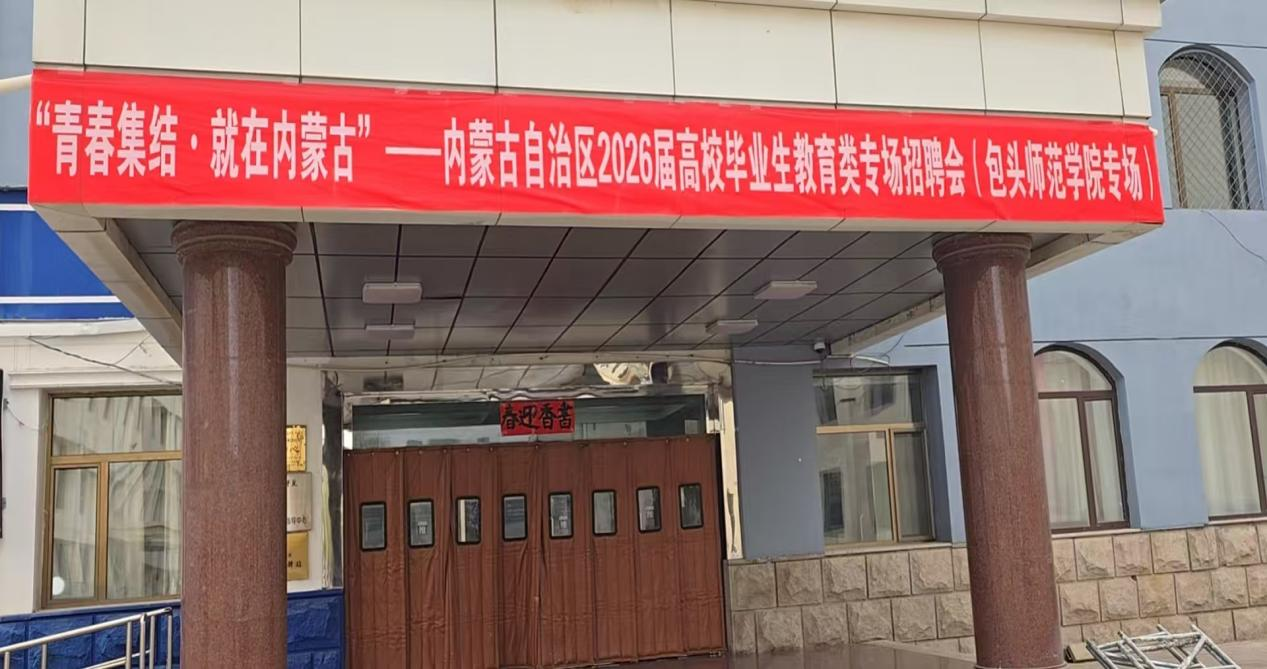 “青春集结·就在内蒙古”——内蒙古自治区2026届高校毕业生教育类专场招聘会（包头师范学院专场）
春迎香書